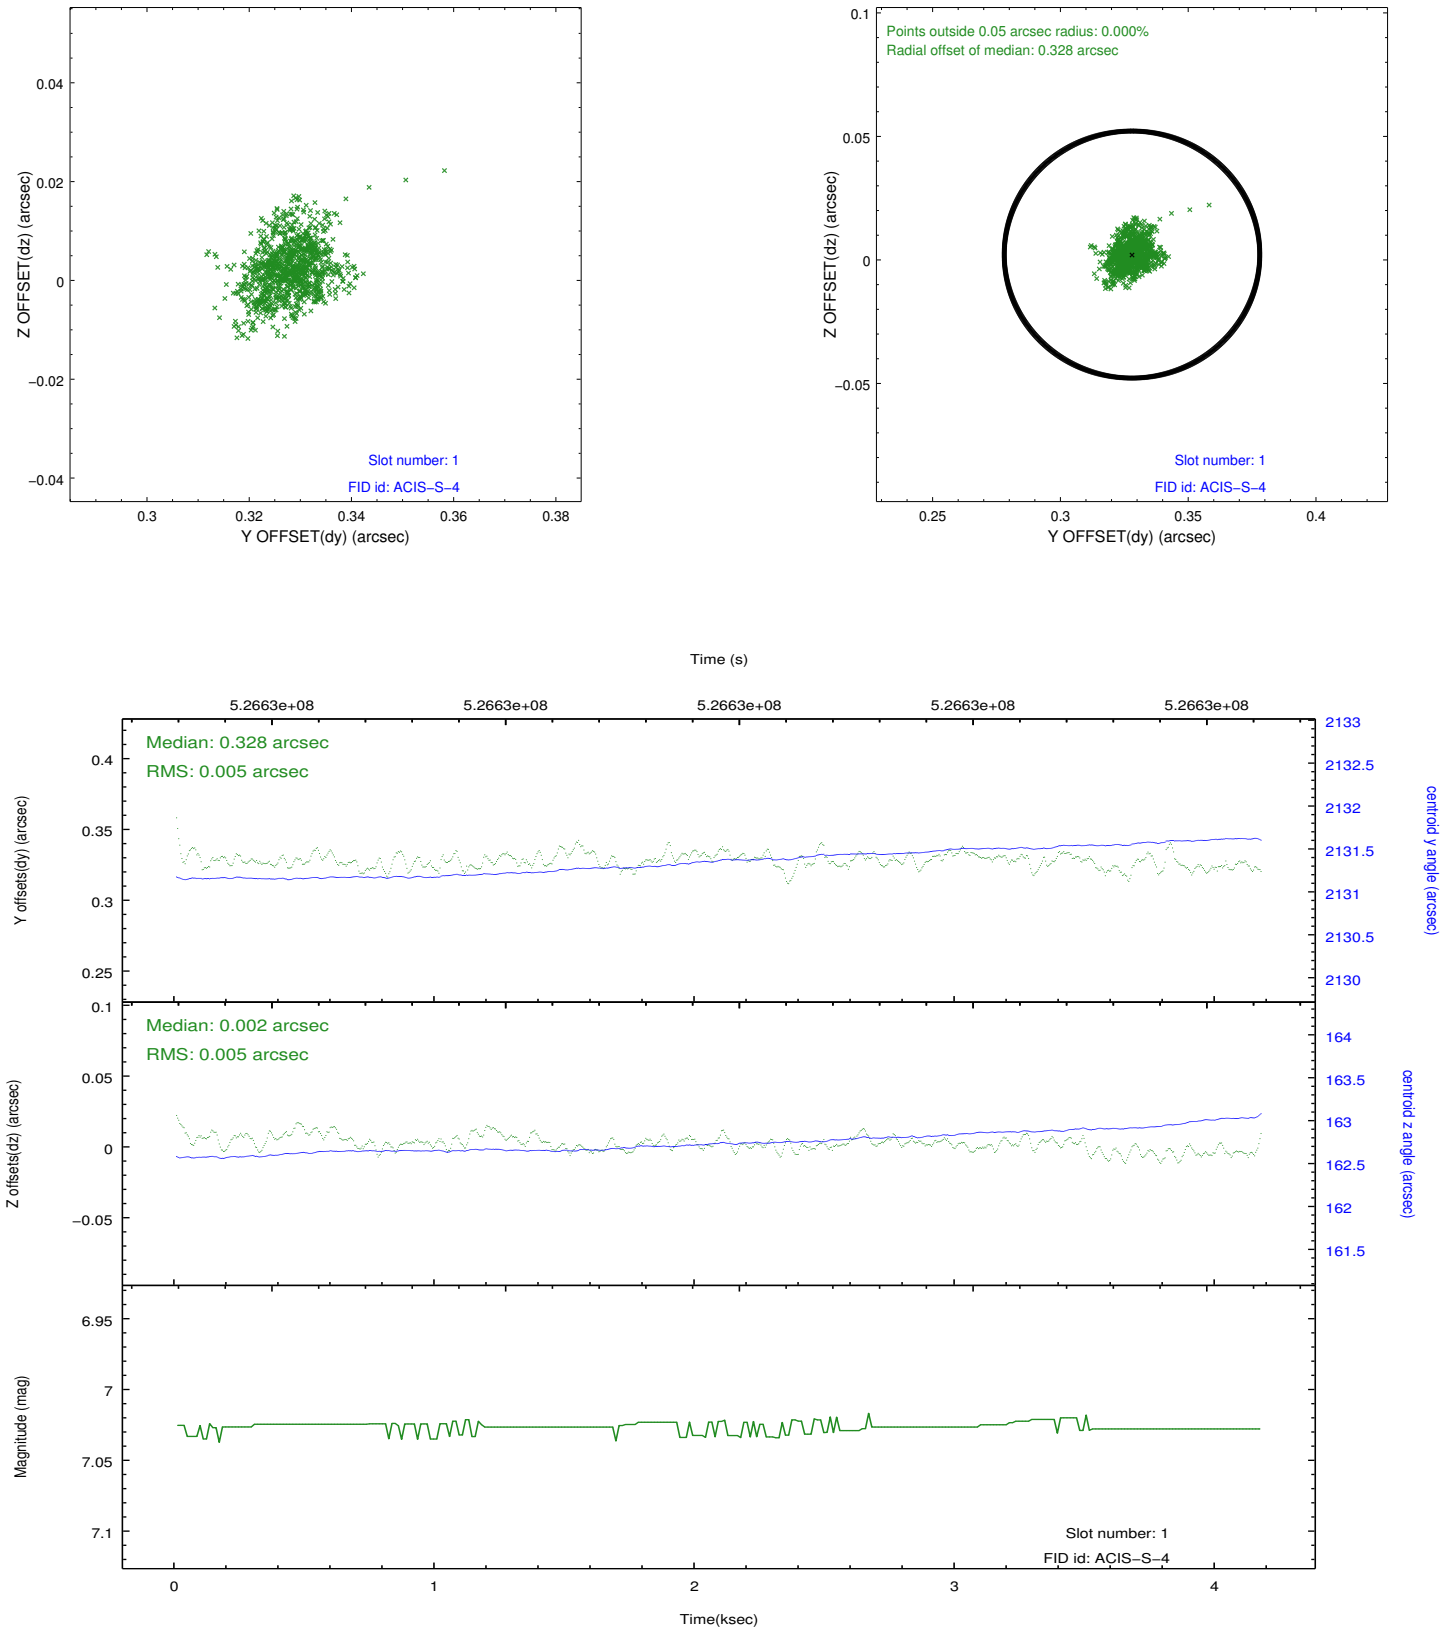 0.04
0.02
0
−0.02
−0.04
Z OFFSET(dz) (arcsec)
Slot number: 1
FID id: ACIS−S−4
0.3
0.32
0.34
0.36
0.38
Y OFFSET(dy) (arcsec)
Points outside 0.05 arcsec radius: 0.000%
Radial offset of median: 0.328 arcsec
0.1
0.05
0
−0.05
Z OFFSET(dz) (arcsec)
Slot number: 1
FID id: ACIS−S−4
0.25
0.3
0.35
0.4
Y OFFSET(dy) (arcsec)
Time (s)
5.2663e+08
5.2663e+08
5.2663e+08
5.2663e+08
5.2663e+08
Median: 0.328 arcsec
RMS: 0.005 arcsec
0.4
0.35
0.3
0.25
Y offsets(dy) (arcsec)
2133
2132.5
2132
2131.5
2131
2130.5
2130
centroid y angle (arcsec)
Median: 0.002 arcsec
RMS: 0.005 arcsec
0.1
0.05
0
−0.05
Z offsets(dz) (arcsec)
164
163.5
163
162.5
162
161.5
centroid z angle (arcsec)
6.95
7
7.05
7.1
Magnitude (mag)
Slot number: 1
FID id: ACIS−S−4
0
1
2
3
4
Time(ksec)